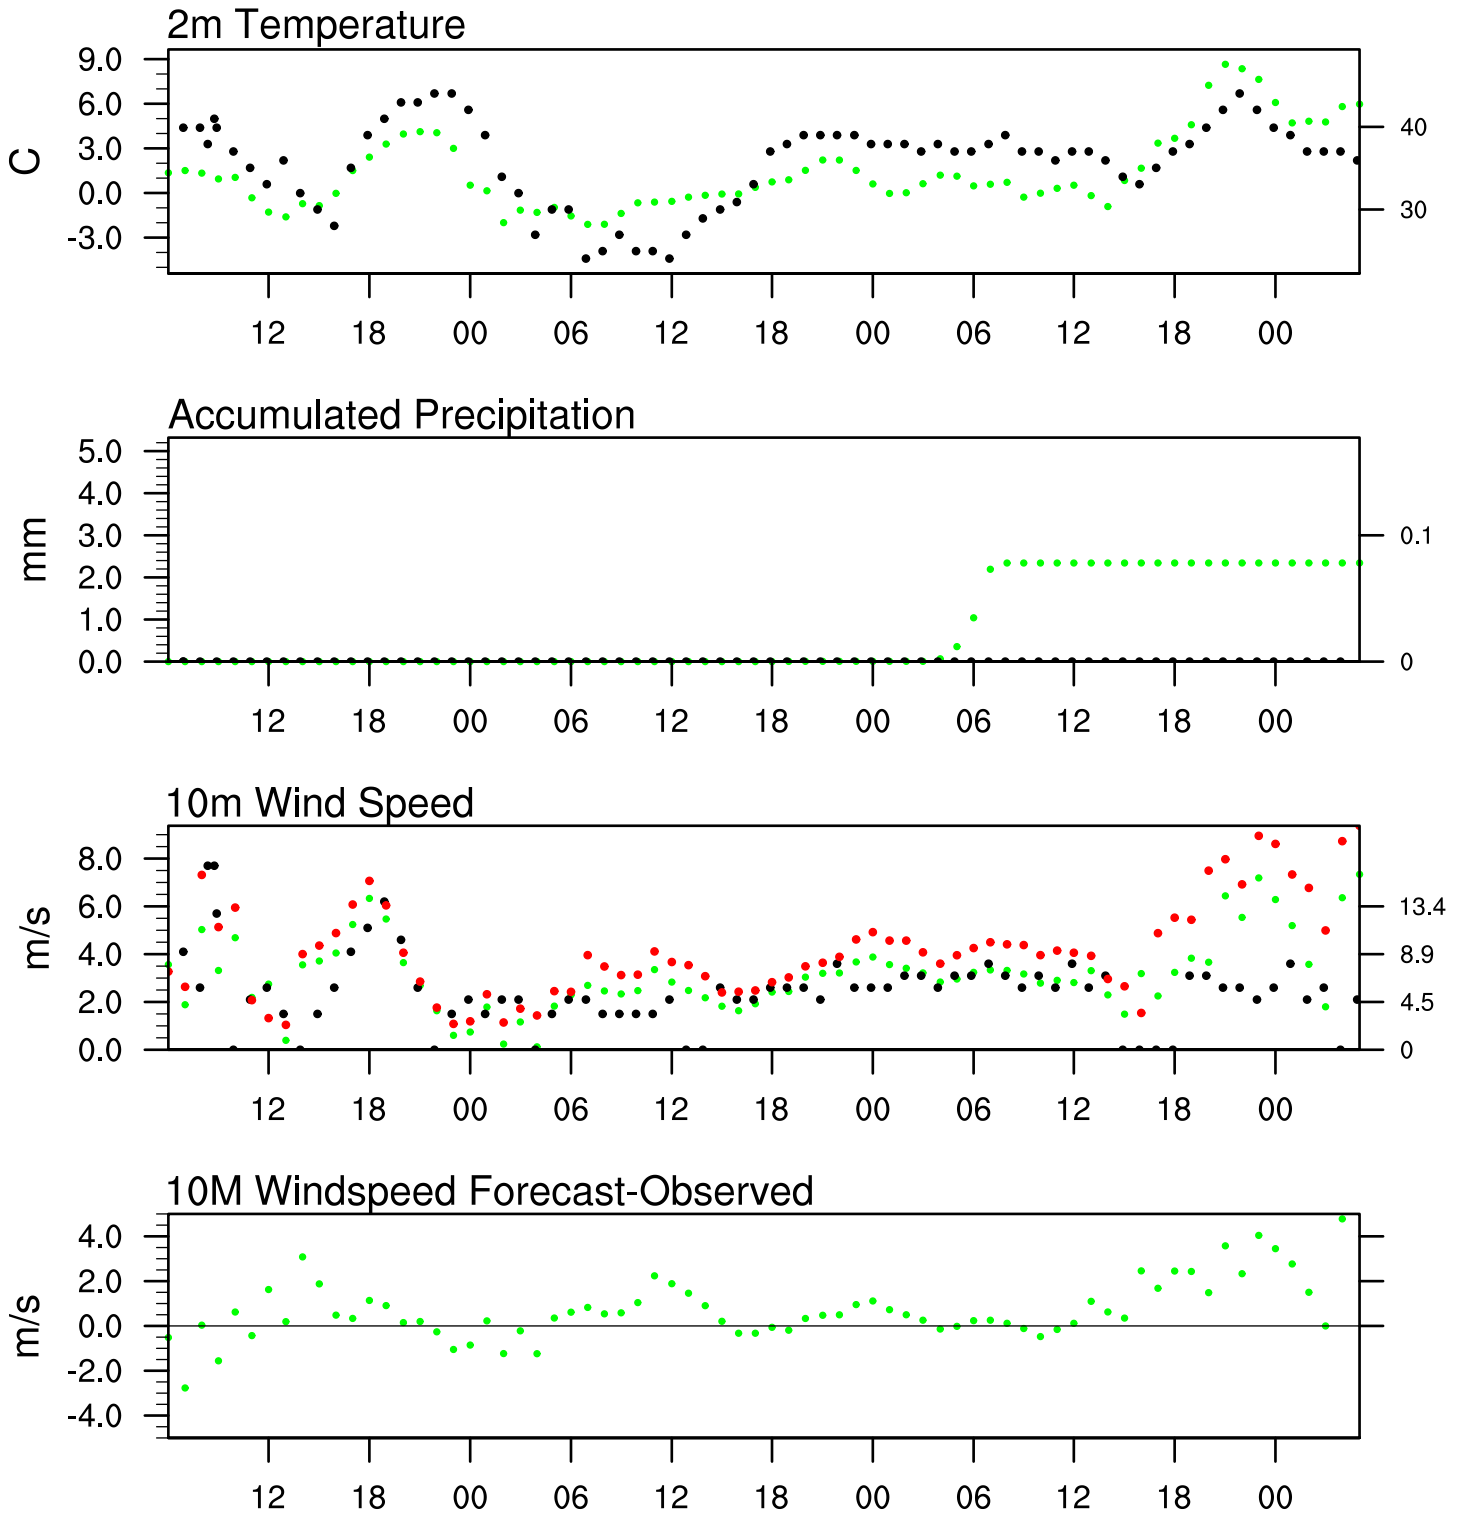 2m Temperature
9.0
6.0
3.0
0.0
-3.0
C
40
30
12 18 00 06 12 18 00 06 12 18 00
Accumulated Precipitation
5.0
4.0
3.0
2.0
1.0
0.0
mm
0.1
0
12 18 00 06 12 18 00 06 12 18 00
10m Wind Speed
8.0
6.0
4.0
2.0
0.0
m/s
13.4
8.9
4.5
0
12 18 00 06 12 18 00 06 12 18 00
10M Windspeed Forecast-Observed
4.0
2.0
0.0
-2.0
-4.0
m/s
12 18 00 06 12 18 00 06 12 18 00